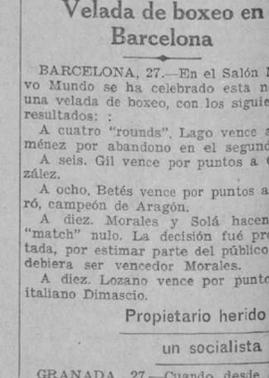 Velada de boxeo en
Barcelona
BARCELONA, 27.—En el Salón
vo Mundo se ha celebrado esta n
una velada de boxeo, con los siguie
resultados: :
A cuatro "rounds". Lago vence a
ménez por abandono en el segund
A seis. Gil vence por puntos a
zález.
A ocho, Betés vence por puntos a
ró, campeón de Aragón.
A diez. Morales y Solá hacen
"match" nulo. La decisión fué pro
tada, por estimar parte del público
debiera ser vencedor Morales.
A diez. Lozano vence por punto
italiano Dimascio.
Propietario herido
un socialista
GRANADA, 27.—Cuando desde